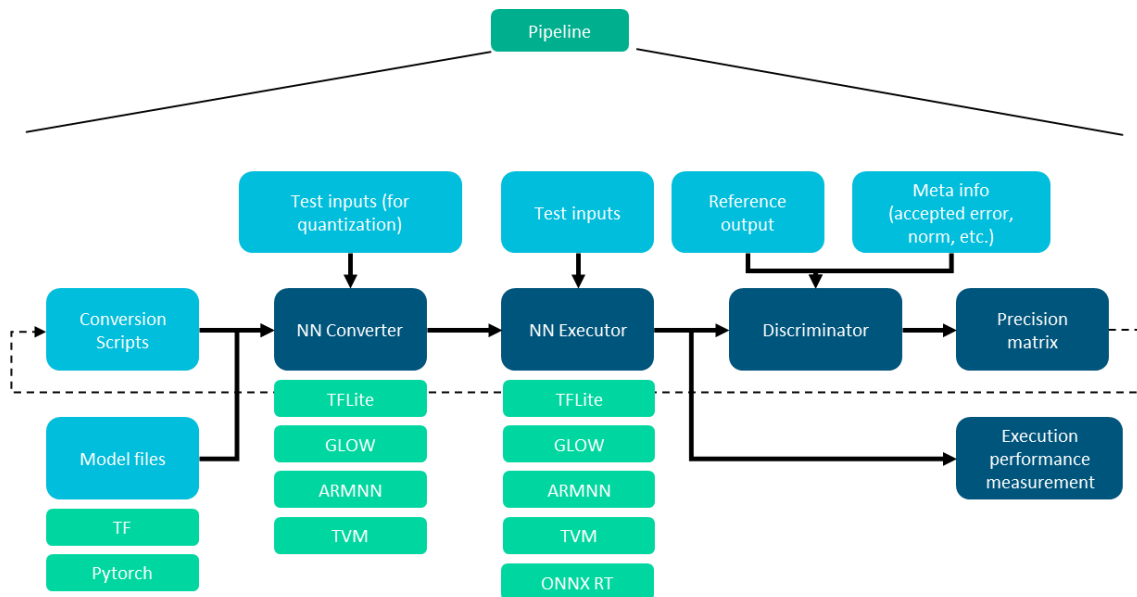 Pipeline
Test inputs (for
quantization)
Test inputs
Reference
output
Meta info
(accepted error,
norm, etc.)
Conversion
Scripts
NN Converter
NN Executor
Discriminator
Precision
matrix
TFLite
GLOW
ARMNN
TVM
TFLite
GLOW
ARMNN
TVM
ONNX RT
Model files
TF
Pytorch
Execution
performance
measurement